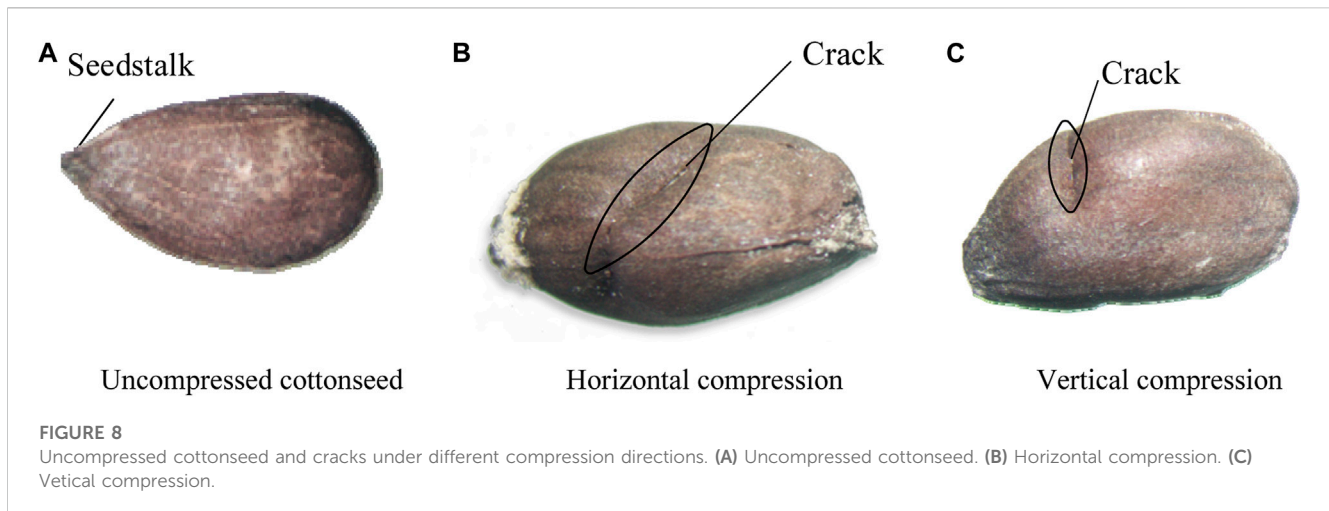 A
Seedstalk
B
Crack
C
Crack
Uncompressed cottonseed
Horizontal compression
Vertical compression
FIGURE 8
Uncompressed cottonseed and cracks under different compression directions. (A) Uncompressed cottonseed. (B) Horizontal compression. (C)
Vetical compression.